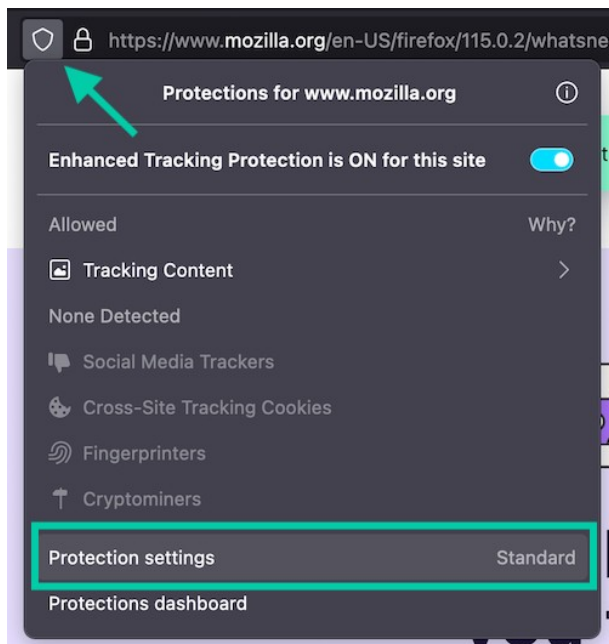 https://www.mozilla.org/en-US/firefox/115.0.2/whatsne
Protections for www.mozilla.org
Enhanced Tracking Protection is ON for this site
Allowed Why?
Tracking Content
None Detected
Social Media Trackers
Cross-Site Tracking Cookies
Fingerprinters
Cryptominers
Protection settings Standard
Protections dashboard